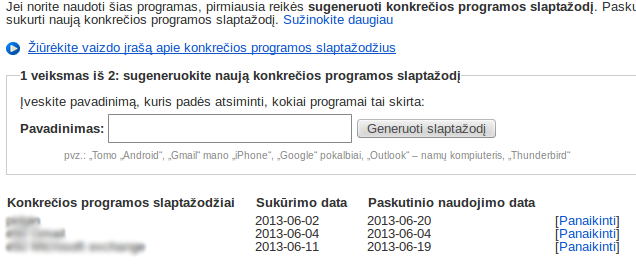 Jei norite naudoti šias programas, pirmiausia reikės sugeneruoti konkrečios programos slaptažodį. Pasku
sukurti naują konkrečios programos slaptažodį. Sužinokite daugiau
Žiūrėkite vaizdo įrašą apie konkrečios programos slaptažodžius
1 veiksmas iš 2: sugeneruokite naują konkrečios programos slaptažodį
Įveskite pavadinimą, kuris padės atsiminti, kokiai programai tai skirta:
Pavadinimas: Generuoti slaptažodį
pvz.: „Tomo „Android“, „Gmail“ mano „iPhone“, „Google“ pokalbiai, „Outlook“ – namų kompiuteris, „Thunderbird“
Konkrečios programos slaptažodžiai Sukūrimo data Paskutinio naudojimo data
2013-06-02 2013-06-20 [Panaikinti]
2013-06-04 2013-06-04 [Panaikinti]
2013-06-11 2013-06-19 [Panaikinti]